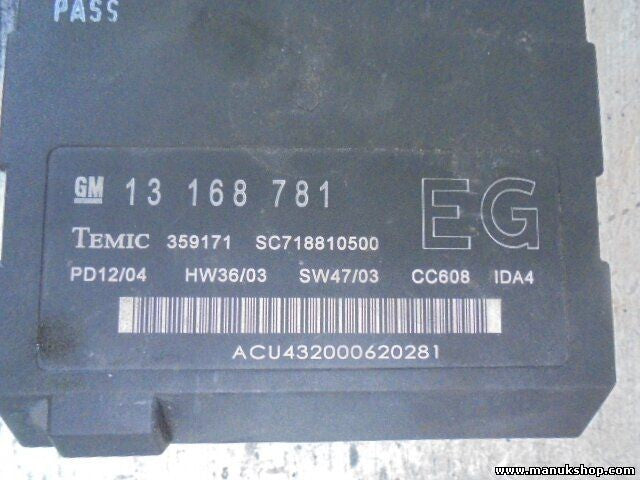 PASS
GM 13 168 781 EG
TEMIC 359171 SC718810500
PD12/04 HW36/03 SW47/03 CC608 IDA4
ACU432000620281
www.manukshop.com